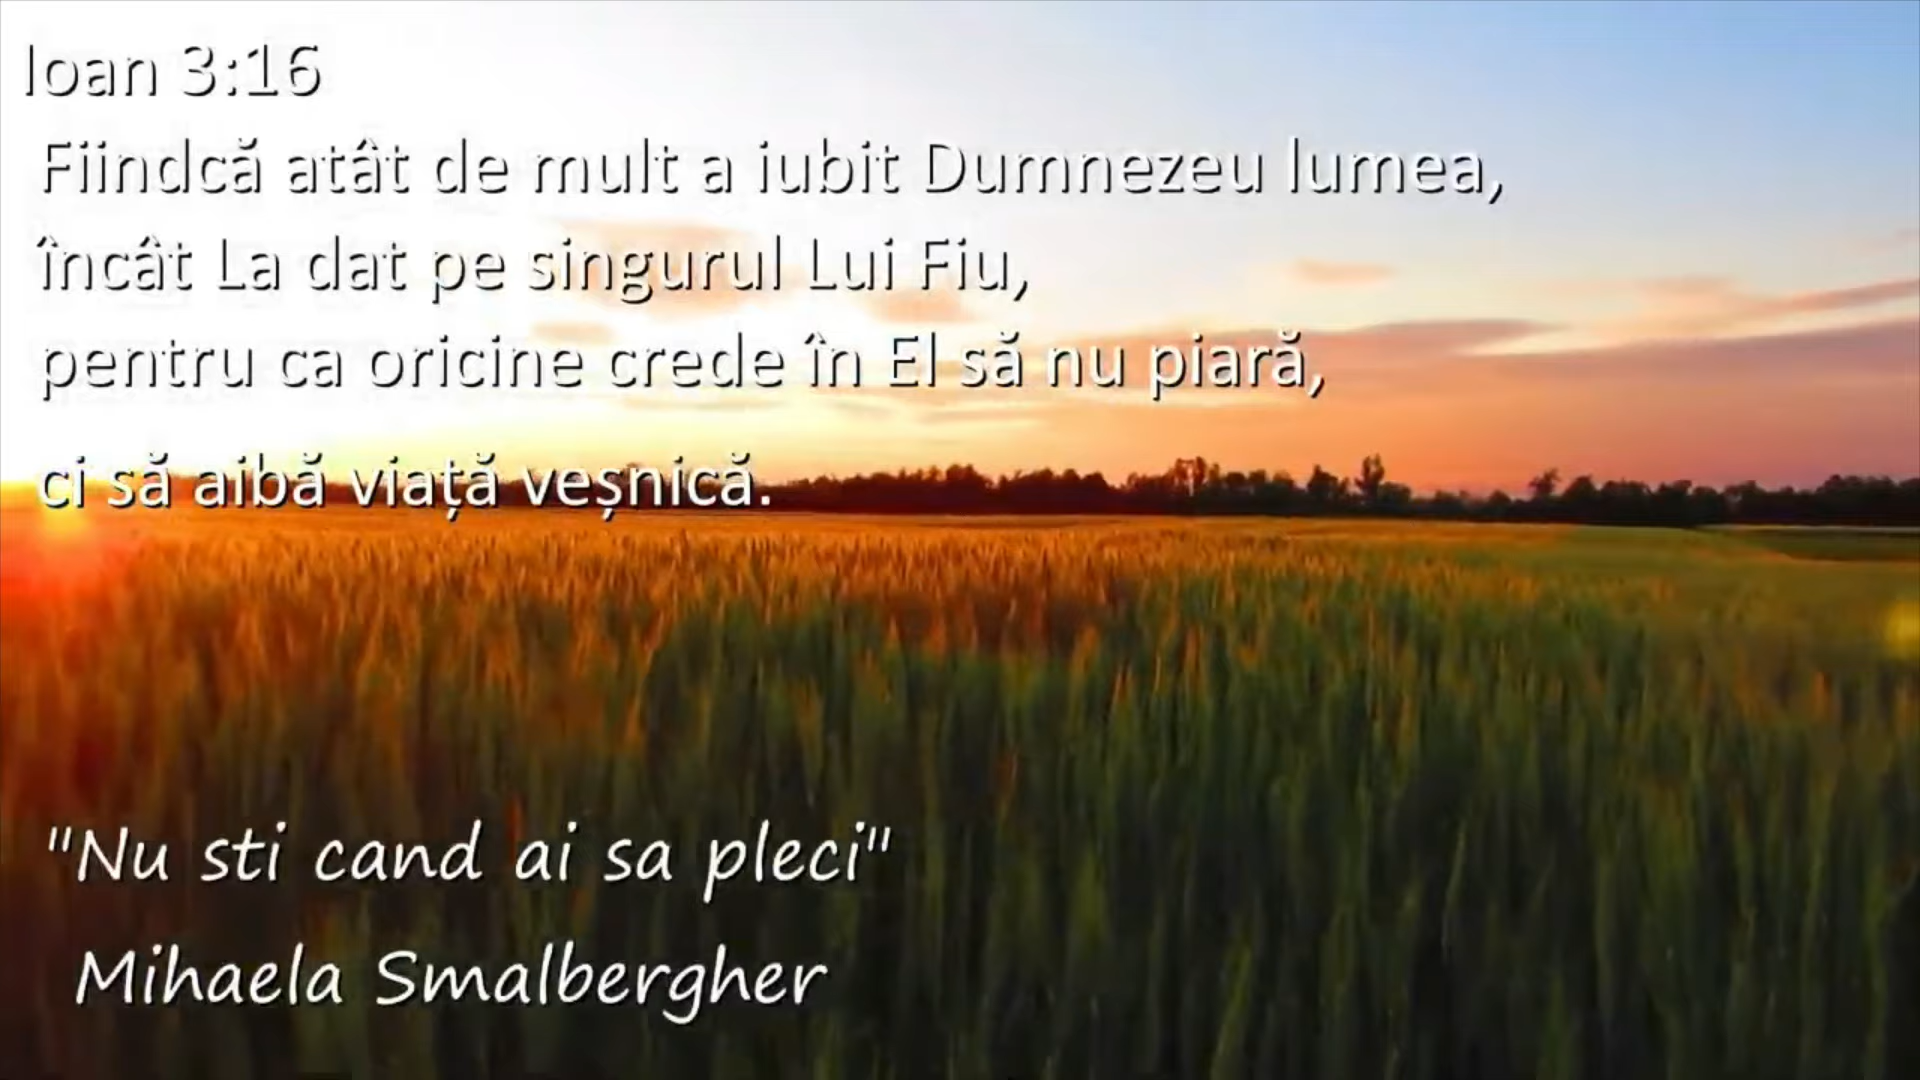 Ioan 3:16
Fiindcă atât de mult a iubit Dumnezeu lumea,
încât La dat pe singurul Lui Fiu,
pentru ca oricine crede în El să nu piară,
ci să aibă viață veșnică.
"Nu sti cand ai sa pleci"
Mihaela Smalbergher